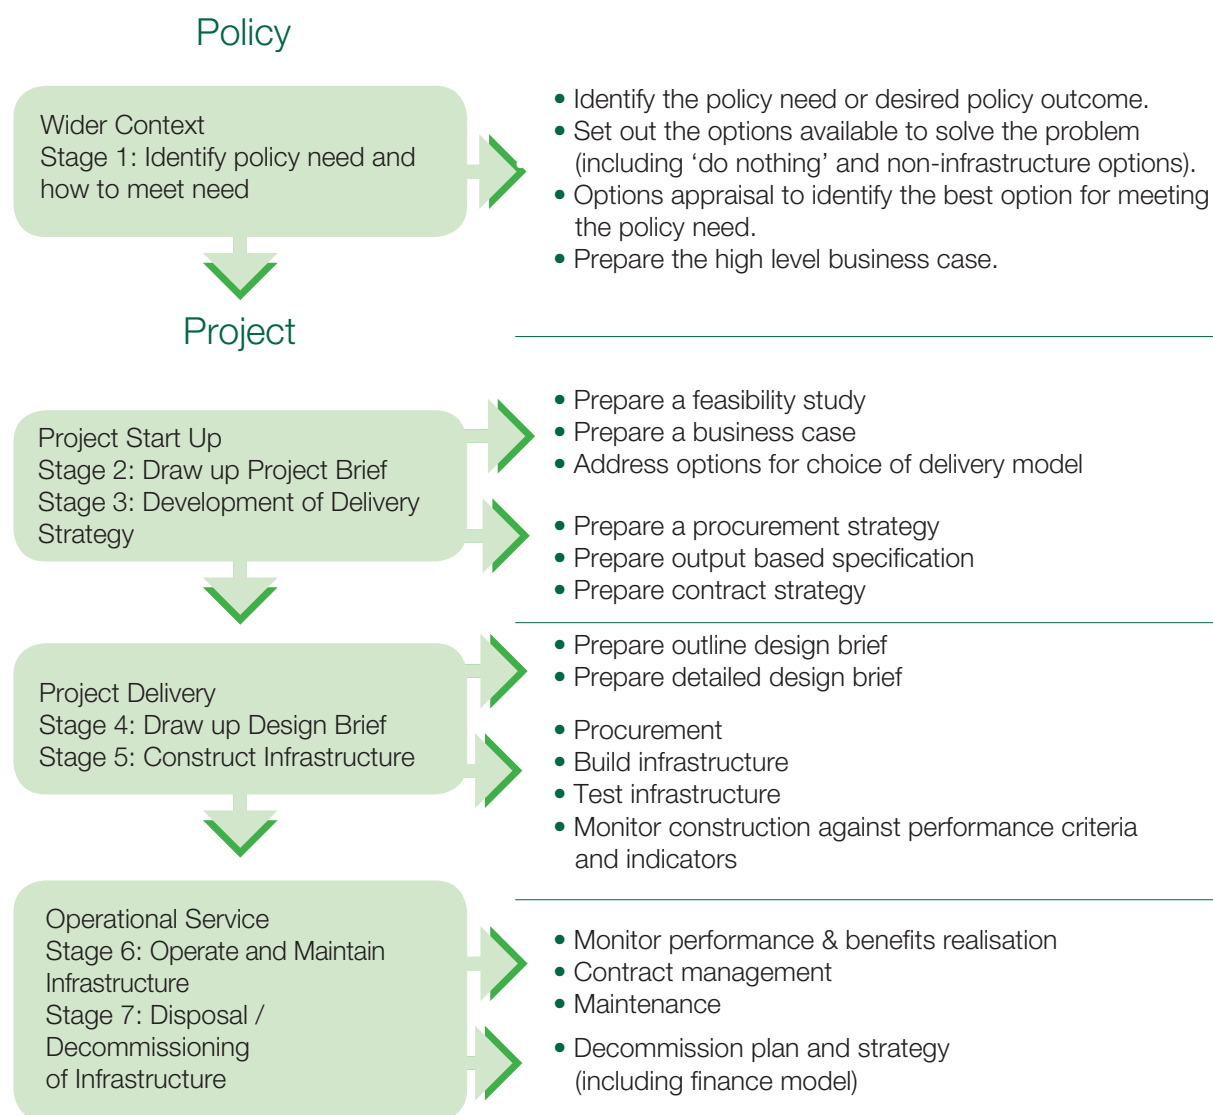 Policy
Wider Context
Stage 1: Identify policy need and
how to meet need
• Identify the policy need or desired policy outcome.
• Set out the options available to solve the problem
(including ‘do nothing’ and non-infrastructure options).
• Options appraisal to identify the best option for meeting
the policy need.
• Prepare the high level business case.
Project
Project Start Up
Stage 2: Draw up Project Brief
Stage 3: Development of Delivery
Strategy
• Prepare a feasibility study
• Prepare a business case
• Address options for choice of delivery model
• Prepare a procurement strategy
• Prepare output based specification
• Prepare contract strategy
Project Delivery
Stage 4: Draw up Design Brief
Stage 5: Construct Infrastructure
• Prepare outline design brief
• Prepare detailed design brief
• Procurement
• Build infrastructure
• Test infrastructure
• Monitor construction against performance criteria
and indicators
Operational Service
Stage 6: Operate and Maintain
Infrastructure
Stage 7: Disposal /
Decommissioning
of Infrastructure
• Monitor performance & benefits realisation
• Contract management
• Maintenance
• Decommission plan and strategy
(including finance model)